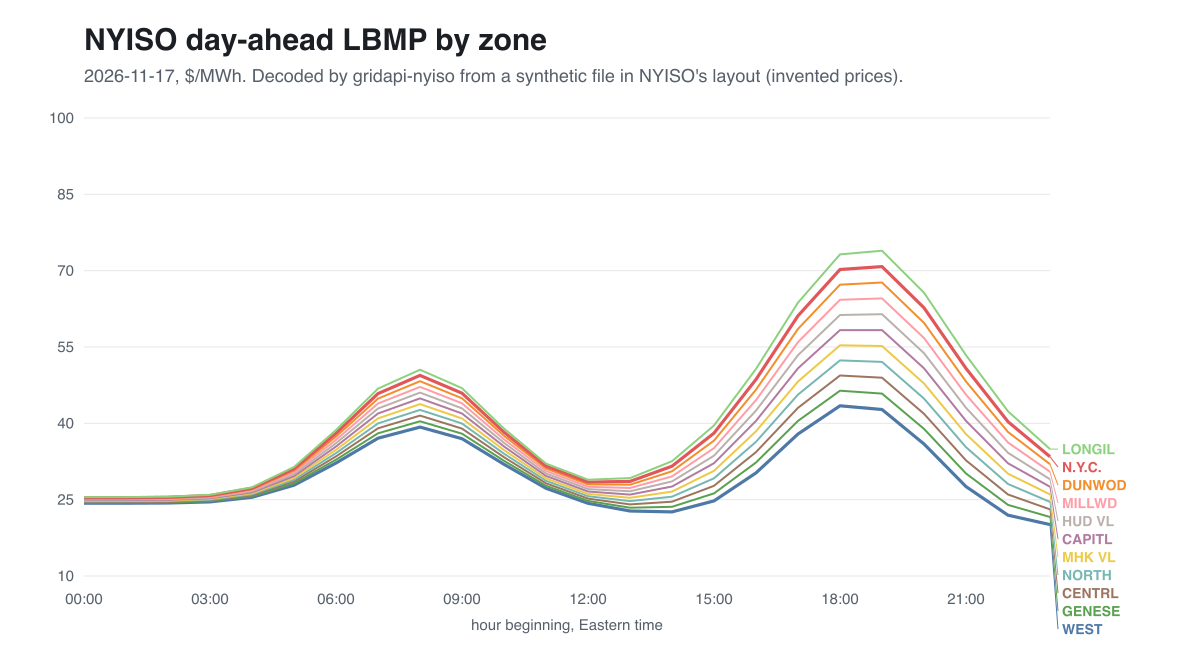 NYISO day-ahead LBMP by zone
2026-11-17, $/MWh. Decoded by gridapi-nyiso from a synthetic file in NYISO's layout (invented prices).
100
85
70
55
40
25
10
LONGIL
N.Y.C.
DUNWOD
MILLWD
HUD VL
CAPITL
MHK VL
NORTH
CENTRL
GENESE
WEST
00:00 03:00 06:00 09:00 12:00 15:00 18:00 21:00
hour beginning, Eastern time